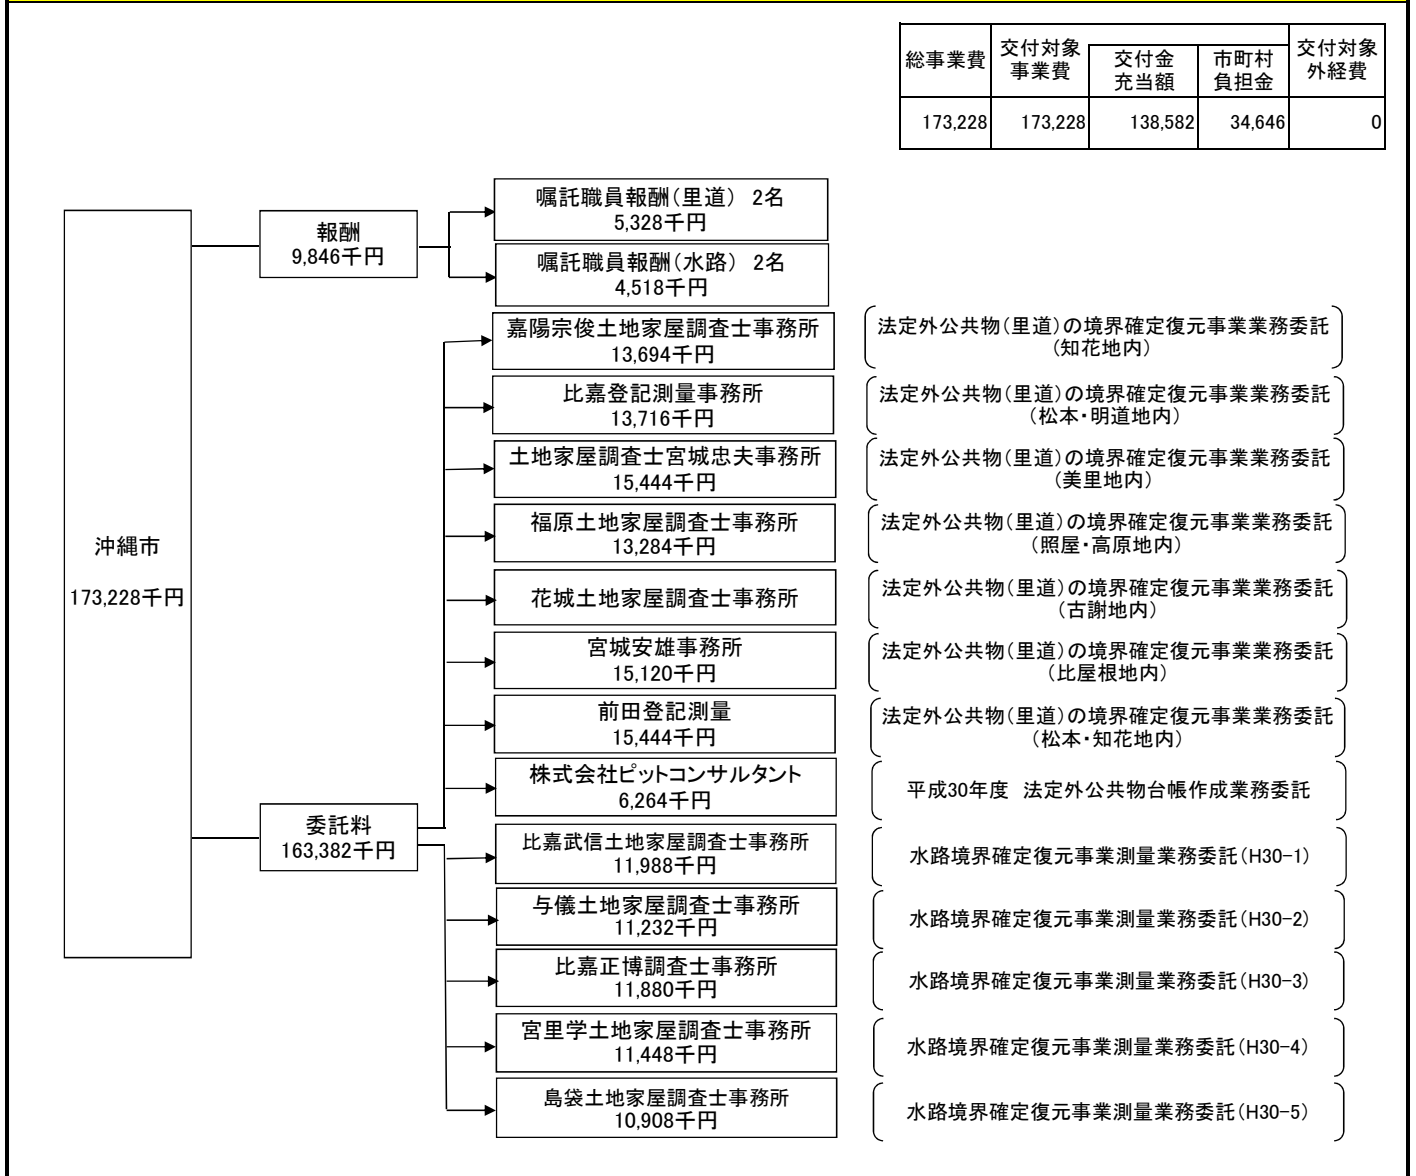 総事業費
交付対象
事業費
交付金
充当額
市町村
負担金
交付対象
外経費
173,228
173,228
138,582
34,646
0
沖縄市
173,228千円
報酬
9,846千円
嘱託職員報酬(里道) 2名
5,328千円
嘱託職員報酬(水路) 2名
4,518千円
委託料
163,382千円
嘉陽宗俊土地家屋調査士事務所
13,694千円
法定外公共物(里道)の境界確定復元事業業務委託
(知花地内)
比嘉登記測量事務所
13,716千円
法定外公共物(里道)の境界確定復元事業業務委託
(松本・明道地内)
土地家屋調査士宮城忠夫事務所
15,444千円
法定外公共物(里道)の境界確定復元事業業務委託
(美里地内)
福原土地家屋調査士事務所
13,284千円
法定外公共物(里道)の境界確定復元事業業務委託
(照屋・高原地内)
花城土地家屋調査士事務所
法定外公共物(里道)の境界確定復元事業業務委託
(古謝地内)
宮城安雄事務所
15,120千円
法定外公共物(里道)の境界確定復元事業業務委託
(比屋根地内)
前田登記測量
15,444千円
法定外公共物(里道)の境界確定復元事業業務委託
(松本・知花地内)
株式会社ピットコンサルタント
6,264千円
平成30年度 法定外公共物台帳作成業務委託
比嘉武信土地家屋調査士事務所
11,988千円
水路境界確定復元事業測量業務委託(H30-1)
与儀土地家屋調査士事務所
11,232千円
水路境界確定復元事業測量業務委託(H30-2)
比嘉正博調査士事務所
11,880千円
水路境界確定復元事業測量業務委託(H30-3)
宮里学土地家屋調査士事務所
11,448千円
水路境界確定復元事業測量業務委託(H30-4)
島袋土地家屋調査士事務所
10,908千円
水路境界確定復元事業測量業務委託(H30-5)